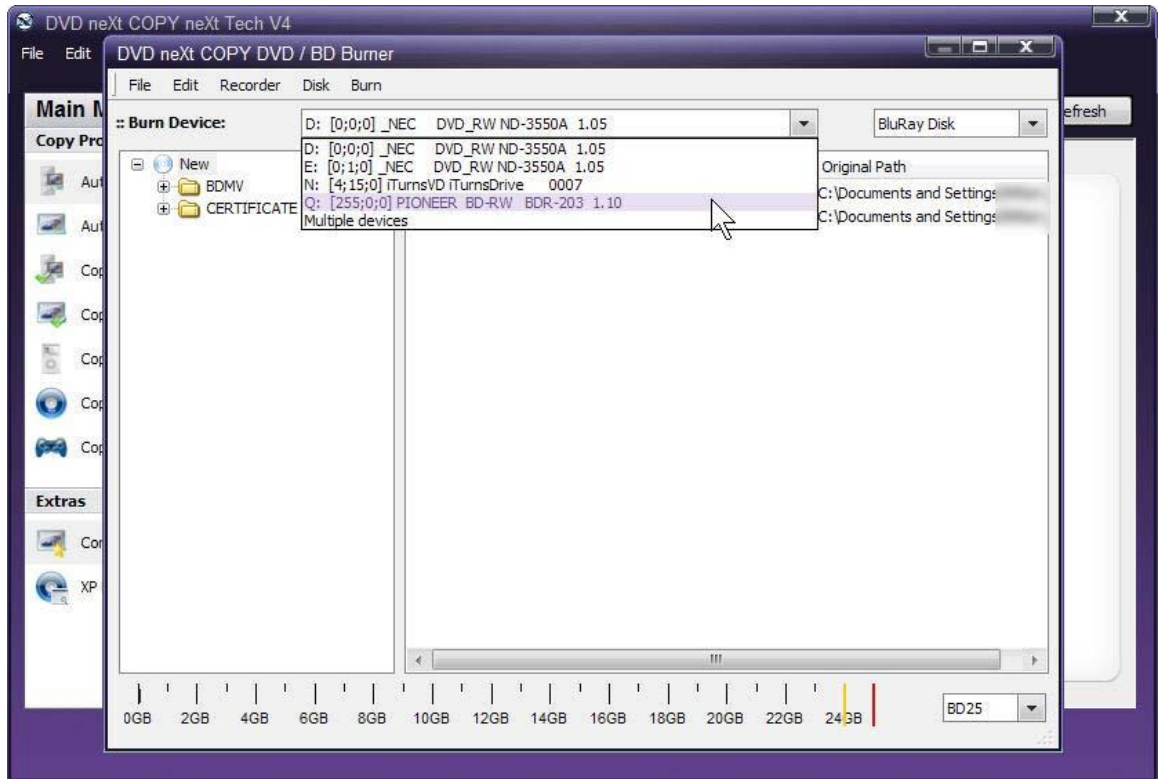 DVD neXt COPY neXt Tech V4
X
File Edit
DVD neXt COPY DVD / BD Burner
X
File Edit Recorder Disk Burn
Main M
efresh
:: Burn Device:
D: [0;0;0] _NEC DVD_RW ND-3550A 1.05
BluRay Disk
Copy Pro
D: [0;0;0] _NEC DVD_RW ND-3550A 1.05
E: [0;1;0] _NEC DVD_RW ND-3550A 1.05
N: [4;15;0] iTurnsVD iTurnsDrive 0007
Q: [255;0;0] PIONEER BD-RW BDR-203 1.10
Multiple devices
New
BDMV
CERTIFICATE
Original Path
C:\Documents and Settings
C:\Documents and Settings
Aut
Aut
Cop
Cop
Cop
Cop
Cop
Extras
Con
XP
0GB 2GB 4GB 6GB 8GB 10GB 12GB 14GB 16GB 18GB 20GB 22GB 24GB
BD25